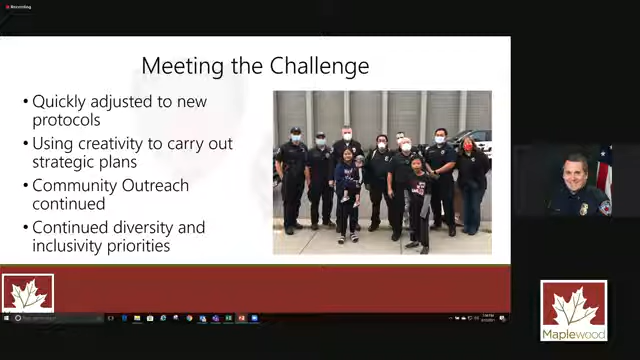 Recording
Meeting the Challenge
• Quickly adjusted to new
protocols
• Using creativity to carry out
strategic plans
• Community Outreach
continued
• Continued diversity and
inclusivity priorities
Maplewood